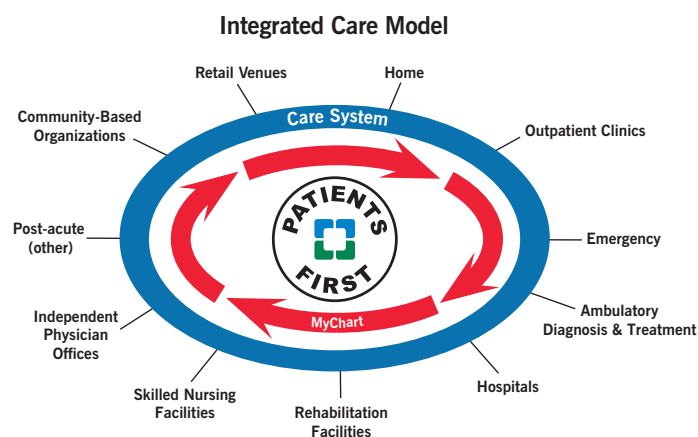 Integrated Care Model
Retail Venues
Home
Care System
Community-Based
Organizations
Outpatient Clinics
PATIENTS
FIRST
Post-acute
(other)
Emergency
Independent
Physician
Offices
MyChart
Ambulatory
Diagnosis & Treatment
Skilled Nursing
Facilities
Rehabilitation
Facilities
Hospitals